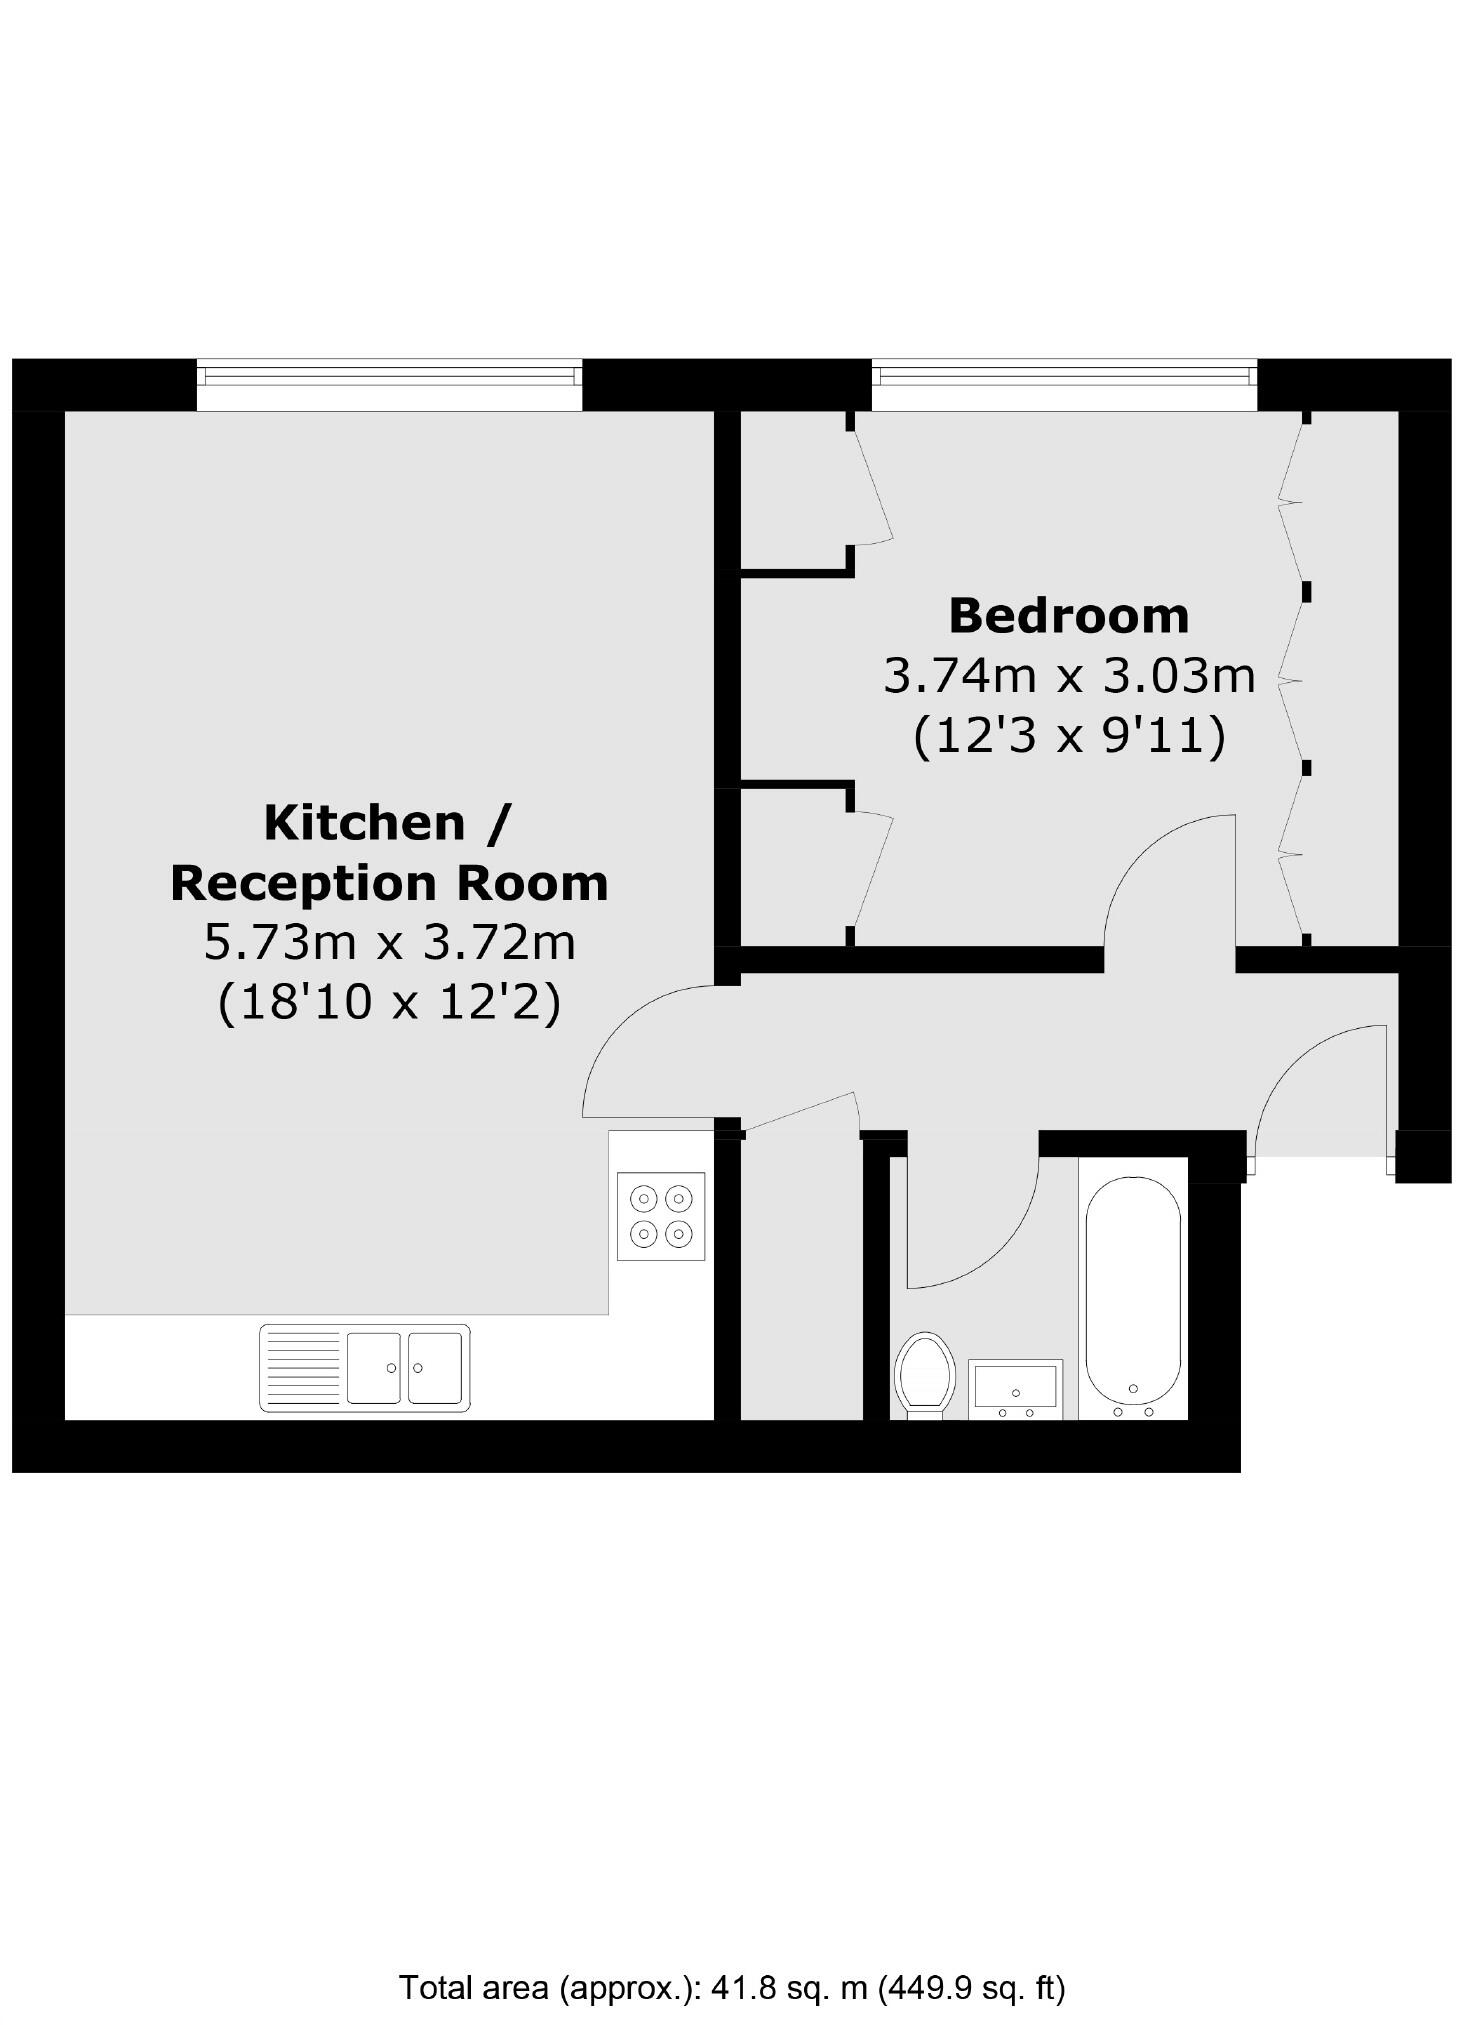 Bedroom
3.74m x 3.03m
(12'3 x 9'11)
Kitchen /
Reception Room
5.73m x 3.72m
(18'10 x 12'2)
Total area (approx.): 41.8 sq. m (449.9 sq. ft)